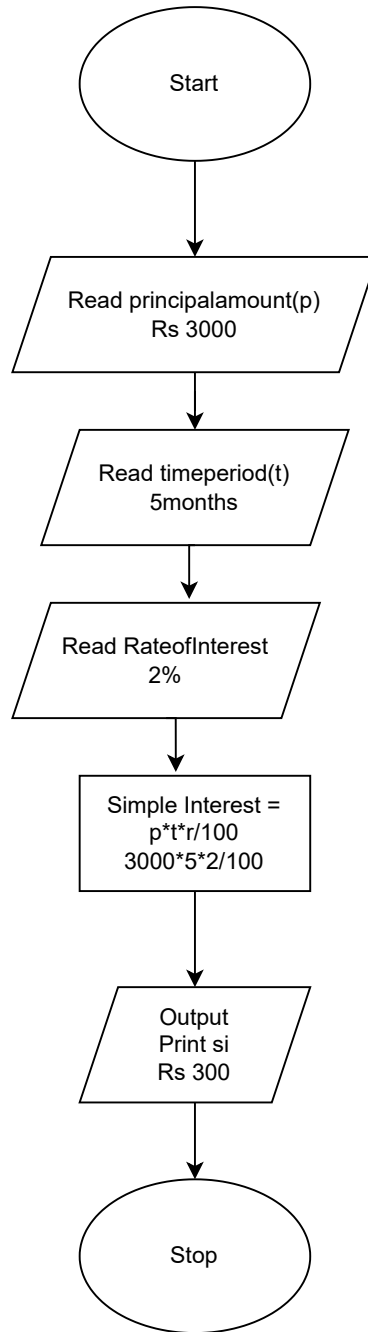 Start
Read principalamount(p)
Rs 3000
Read timeperiod(t)
5months
Read RateofInterest
2%
Simple Interest =
p*t*r/100
3000*5*2/100
Output
Print si
Rs 300
Stop